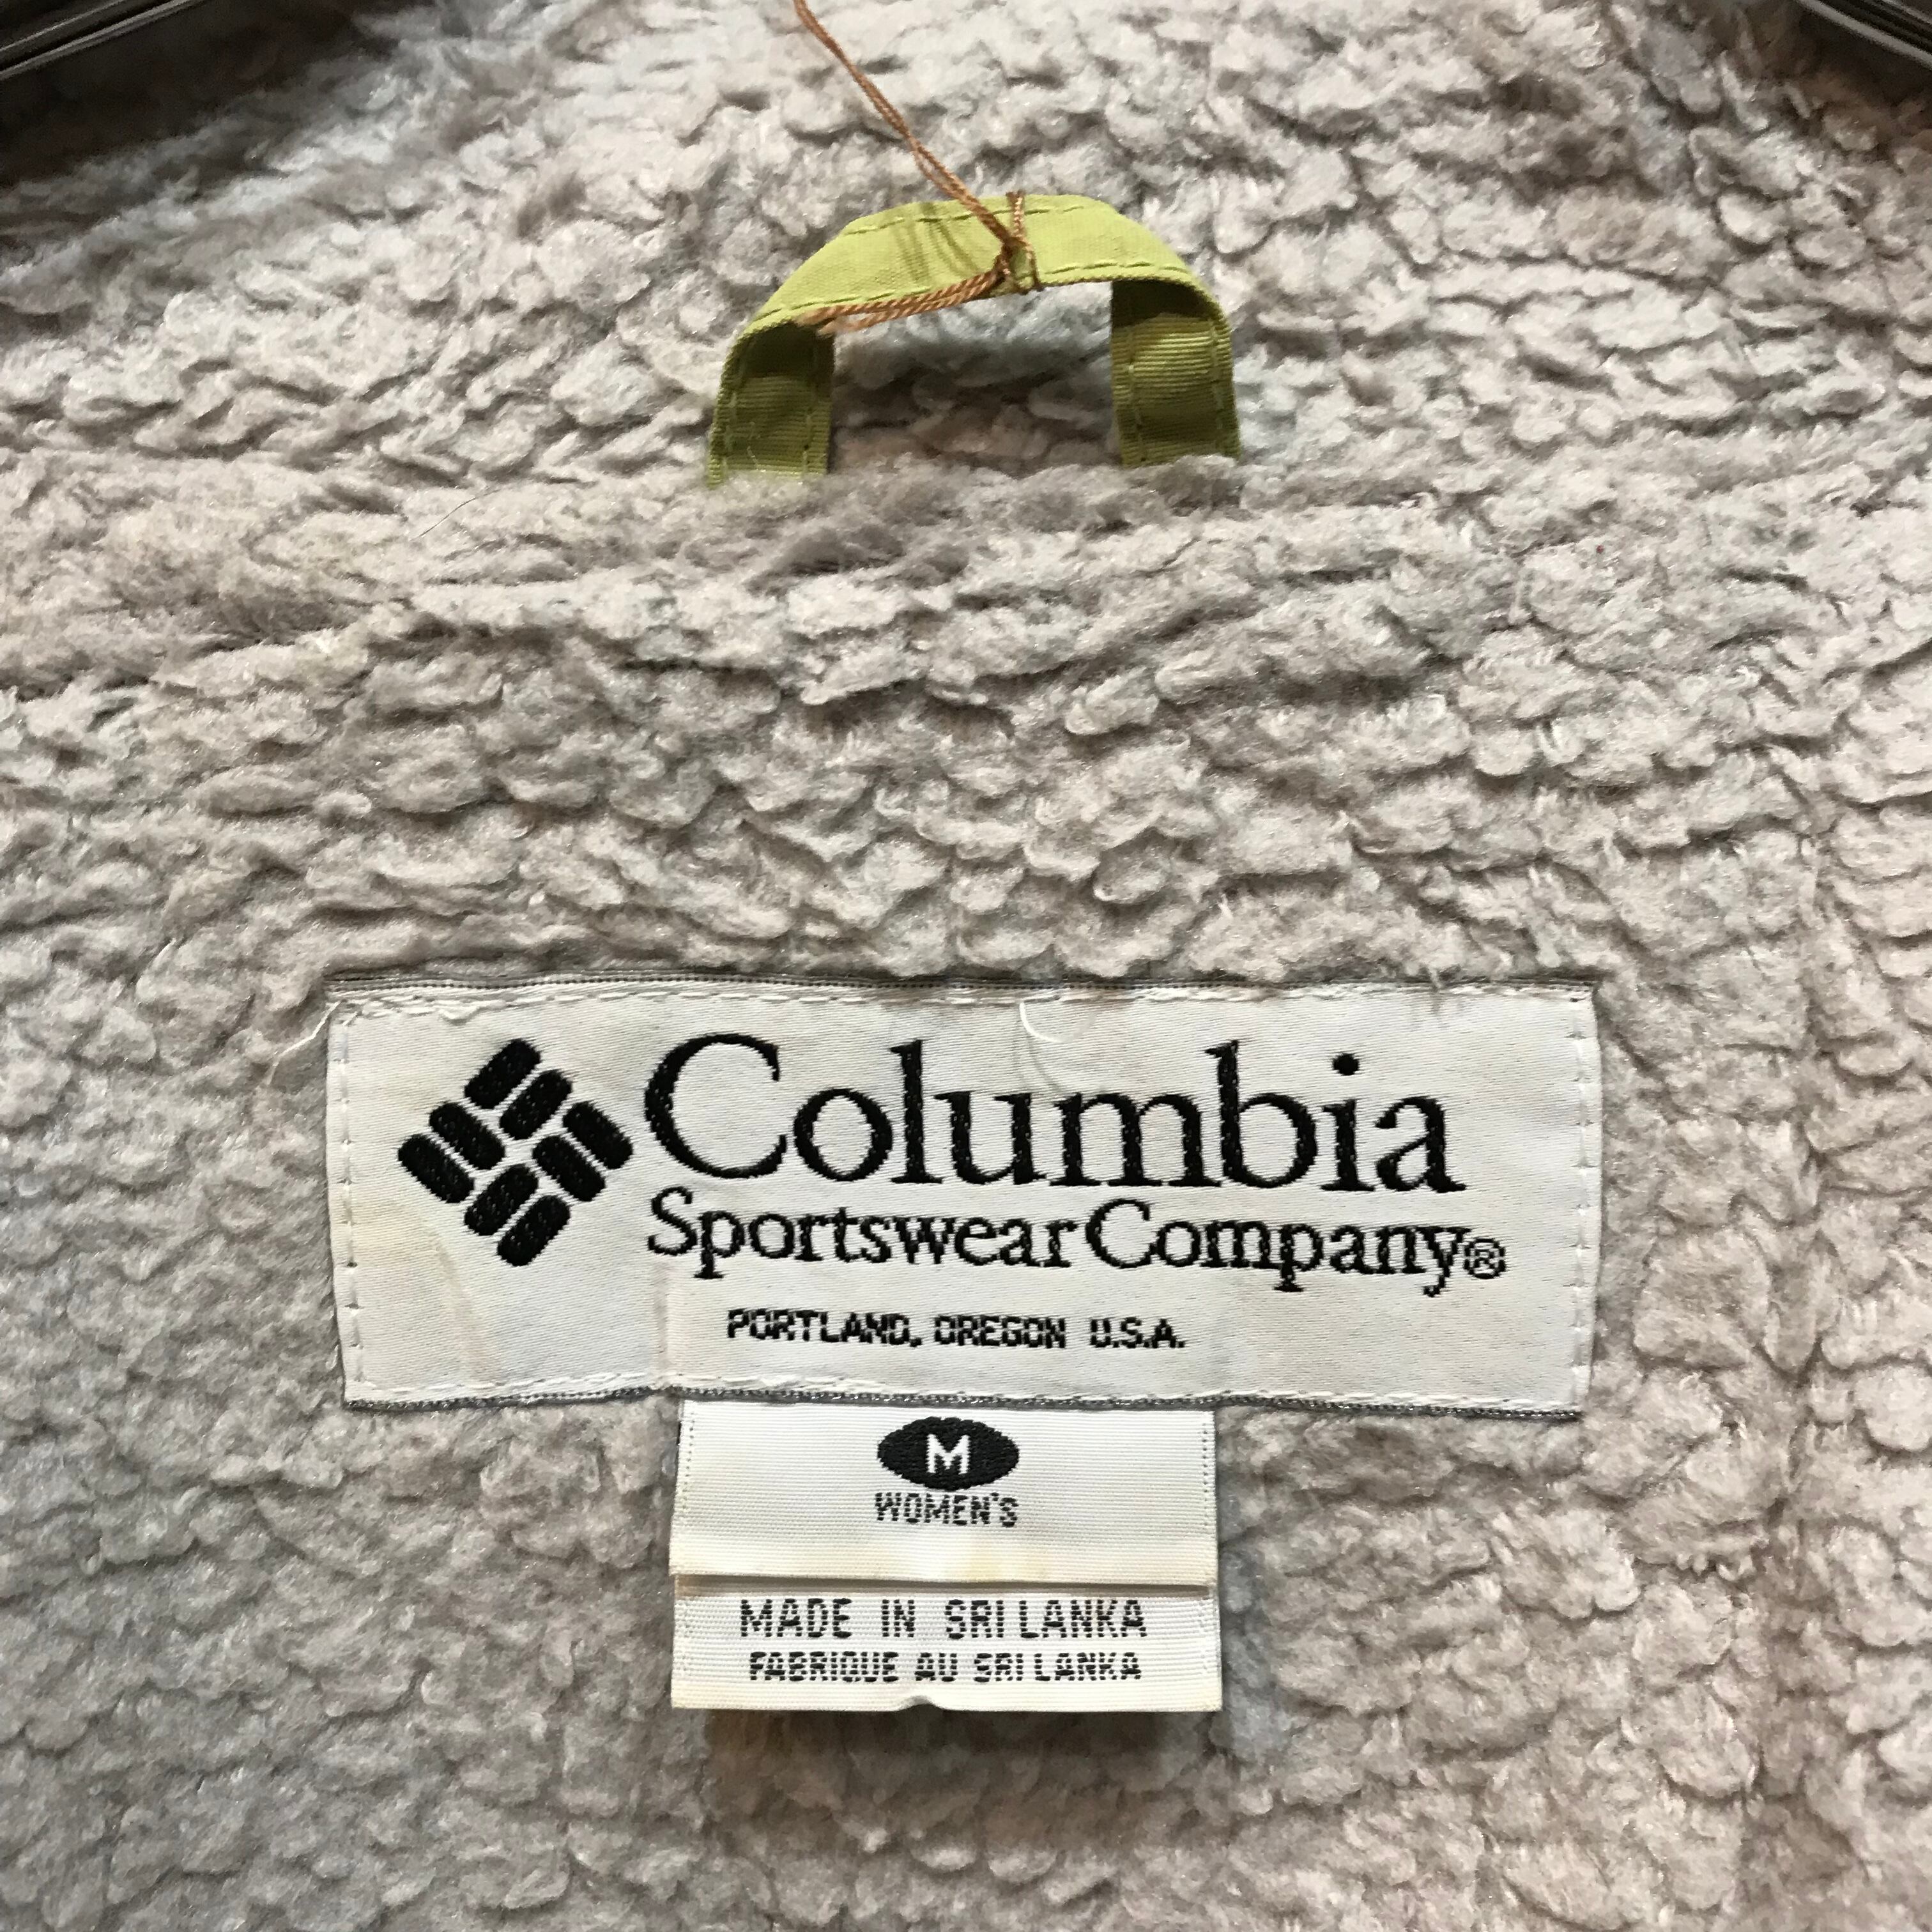 Columbia
Sportswear Company®
PORTLAND, OREGON U.S.A.
M
WOMEN'S
MADE IN SRI LANKA
FABRIQUE AU SRI LANKA